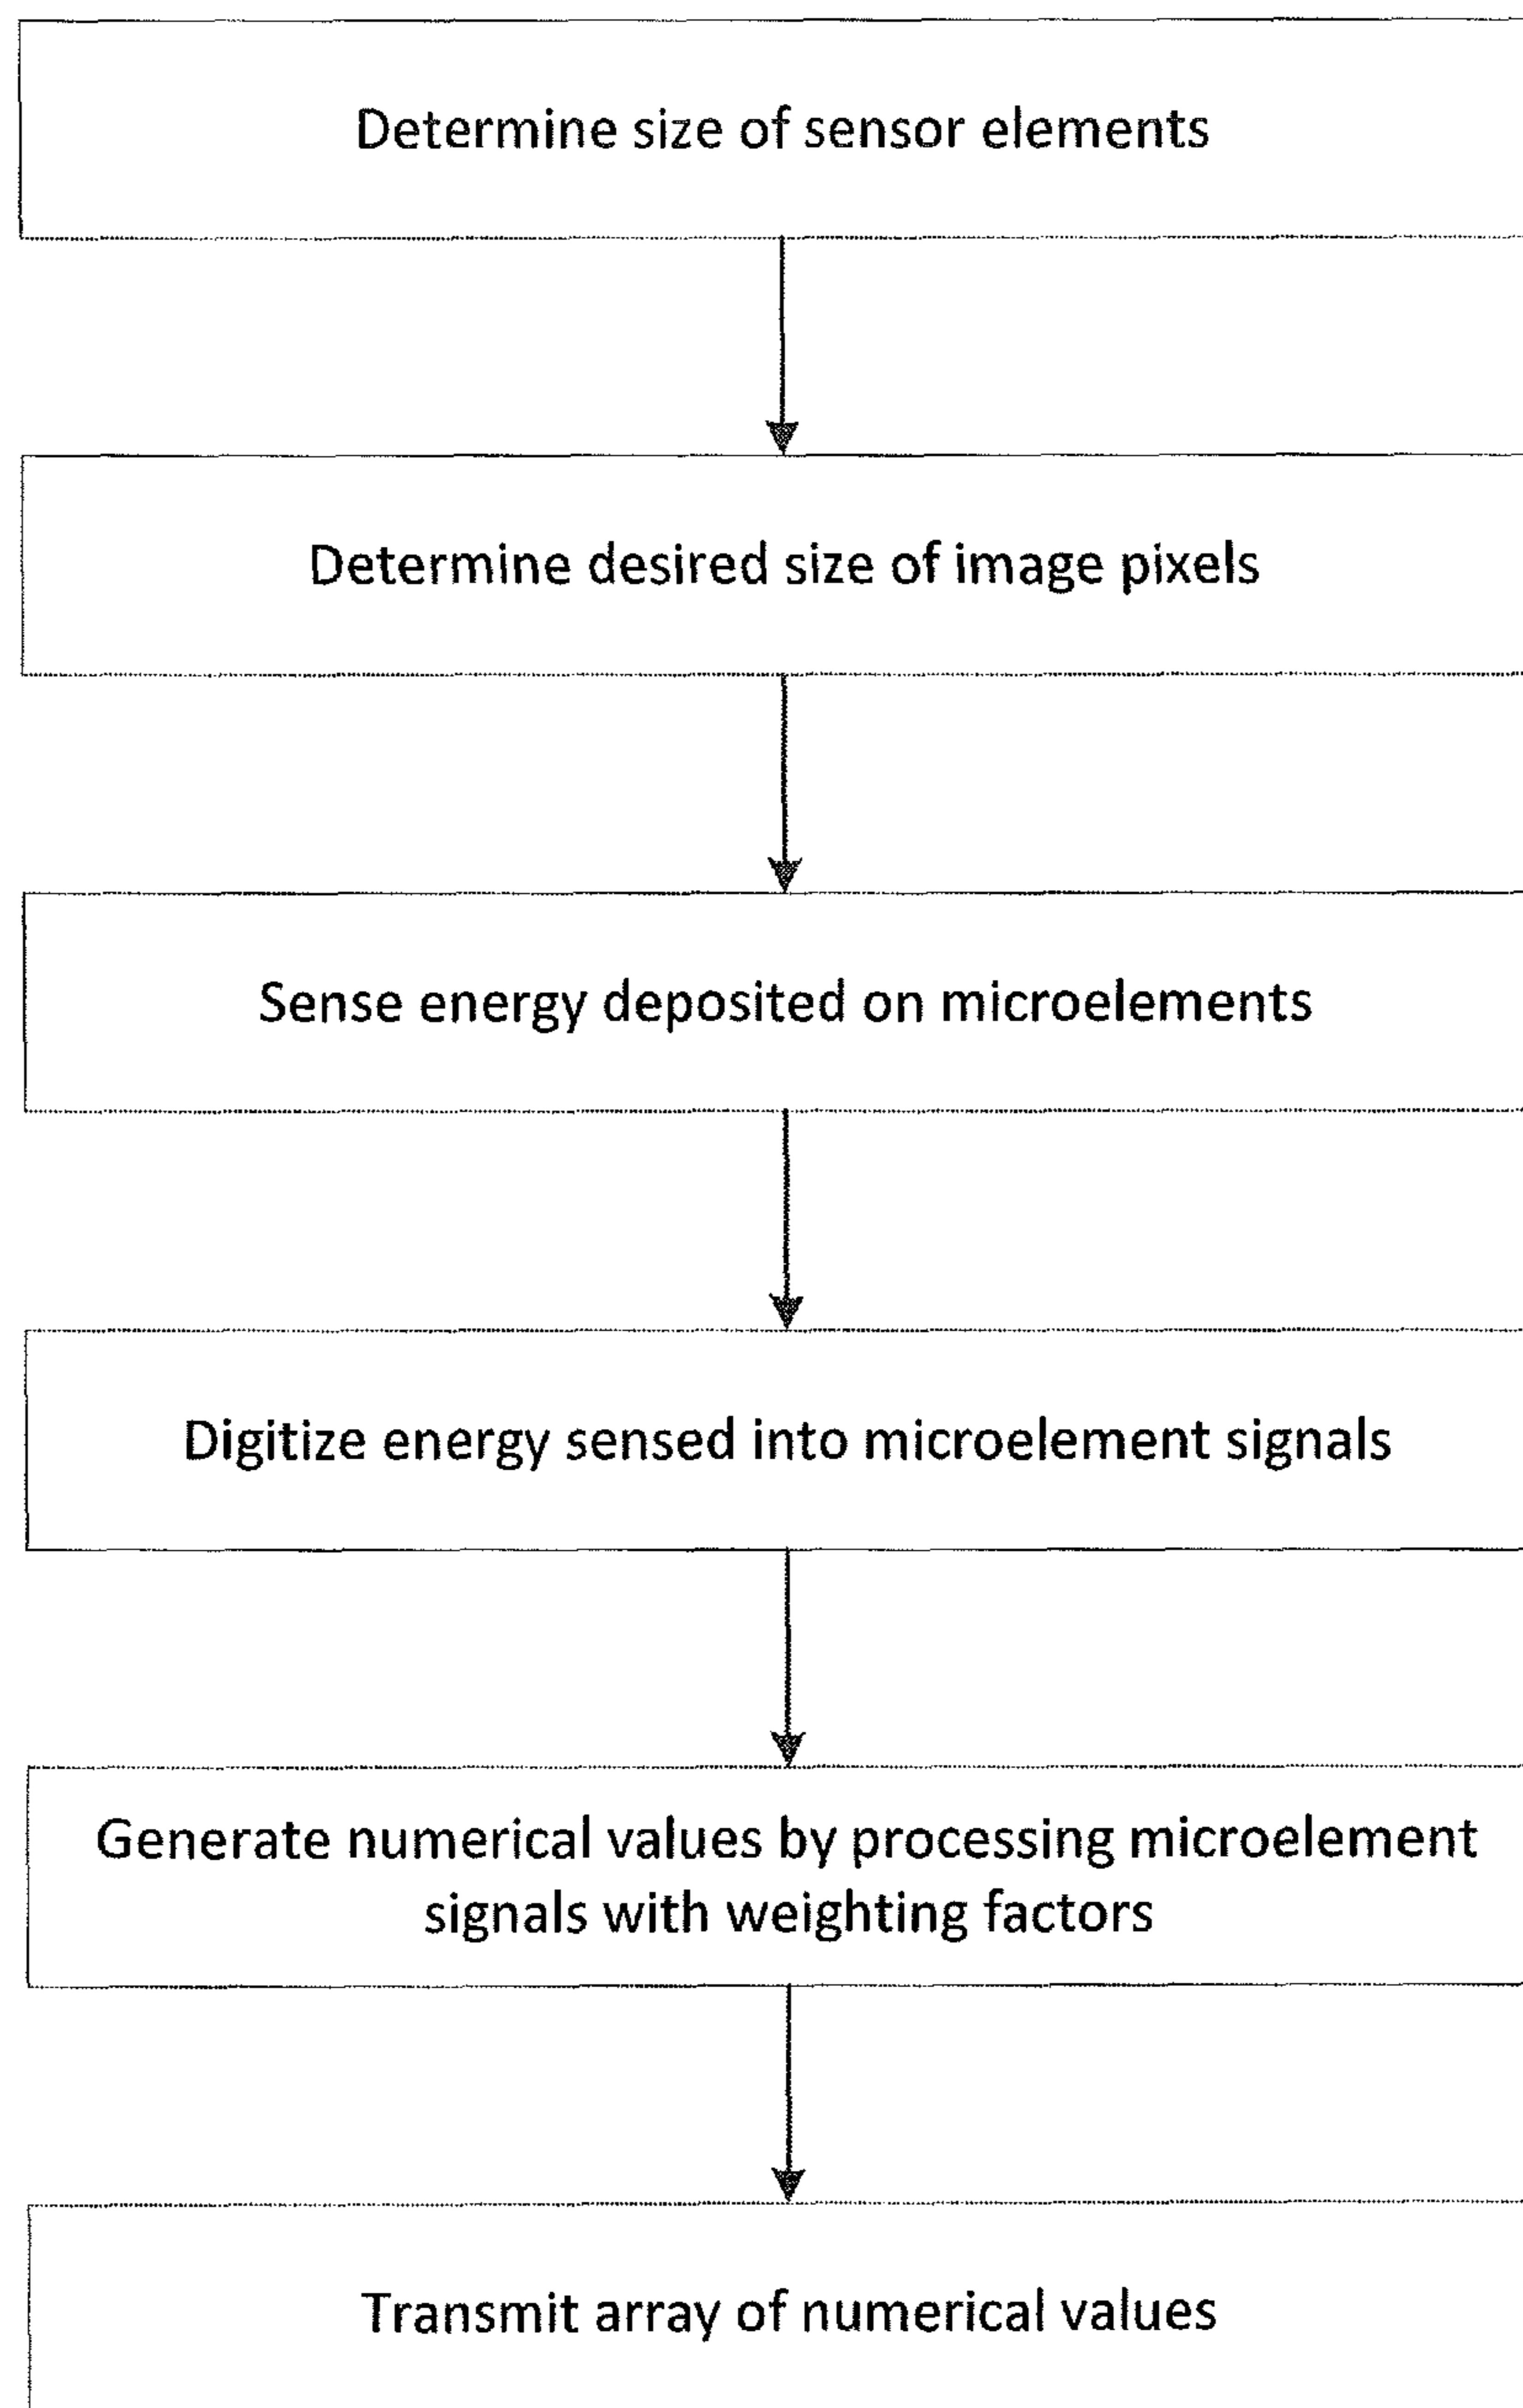 Determine size of sensor elements
Determine desired size of image pixels
Sense energy deposited on microelements
Digitize energy sensed into microelement signals
Generate numerical values by processing microelement
signals with weighting factors
Transmit array of numerical values